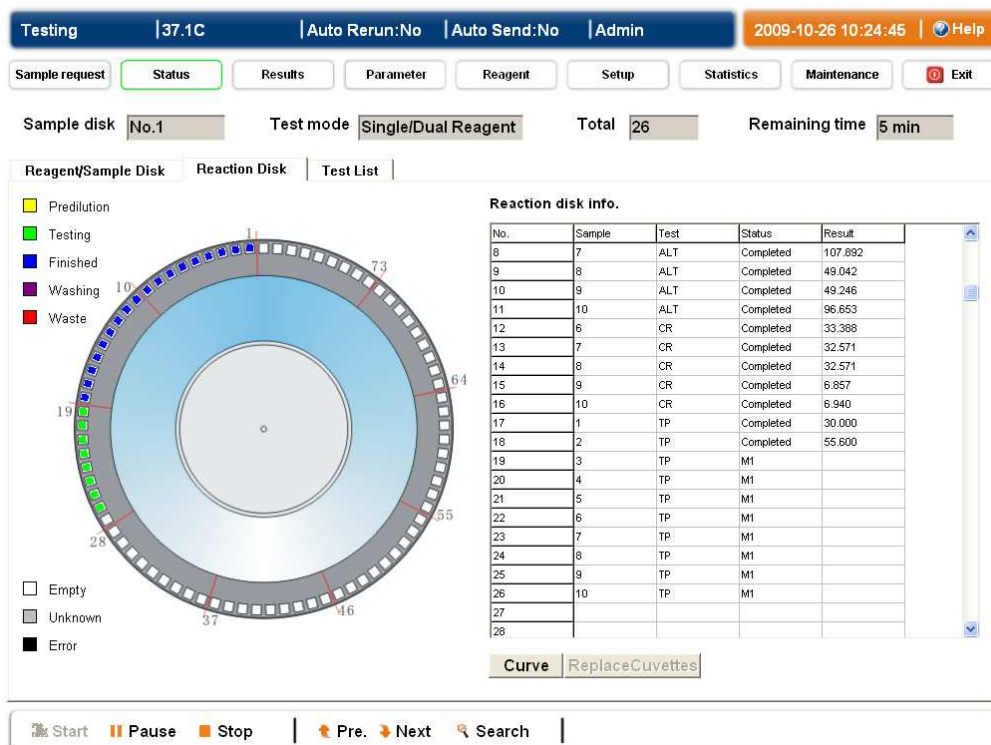 Testing 37.1C Auto Rerun:No Auto Send:No Admin 2009-10-26 10:24:45 Help
Sample request Status Results Parameter Reagent Setup Statistics Maintenance Exit
Sample disk No.1 Test mode Single/Dual Reagent Total 26 Remaining time 5 min
Reagent/Sample Disk Reaction Disk Test List
Predilution
Testing
Finished
Washing
Waste
1
73
64
55
46
37
28
19
10
Empty
Unknown
Error
Reaction disk info.
No. Sample Test Status Result
8 7 ALT Completed 107.892
9 8 ALT Completed 49.042
10 9 ALT Completed 49.246
11 10 ALT Completed 96.653
12 6 CR Completed 33.388
13 7 CR Completed 32.571
14 8 CR Completed 32.571
15 9 CR Completed 6.857
16 10 CR Completed 6.940
17 1 TP Completed 30.000
18 2 TP Completed 55.600
19 3 TP M1
20 4 TP M1
21 5 TP M1
22 6 TP M1
23 7 TP M1
24 8 TP M1
25 9 TP M1
26 10 TP M1
27
28
Curve ReplaceCuvettes
Start Pause Stop Pre. Next Search